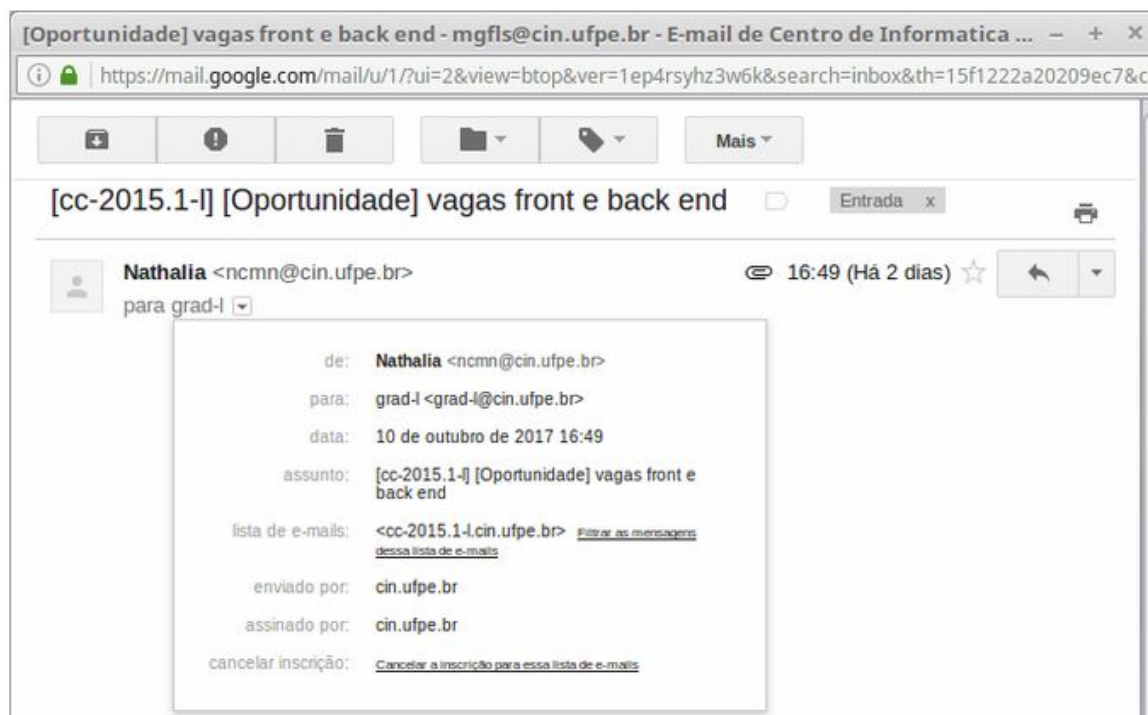 [Oportunidade] vagas front e back end - mgfls@cin.ufpe.br - E-mail de Centro de Informatica ...
https://mail.google.com/mail/u/1/?ui=2&view=btop&ver=1ep4rsyhz3w6k&search=inbox&th=15f1222a20209ec7&c
Mais
[cc-2015.1-l] [Oportunidade] vagas front e back end
Entrada x
Nathalia <ncmn@cin.ufpe.br>
16:49 (Há 2 dias)
para grad-l
de: Nathalia <ncmn@cin.ufpe.br>
para: grad-l <grad-l@cin.ufpe.br>
data: 10 de outubro de 2017 16:49
assunto: [cc-2015.1-l] [Oportunidade] vagas front e
back end
lista de e-mails: <cc-2015.1-l.cin.ufpe.br> Filtrar as mensagens
dessa lista de e-mails
enviado por: cin.ufpe.br
assinado por: cin.ufpe.br
cancelar inscrição: Cancelar a inscrição para essa lista de e-mails